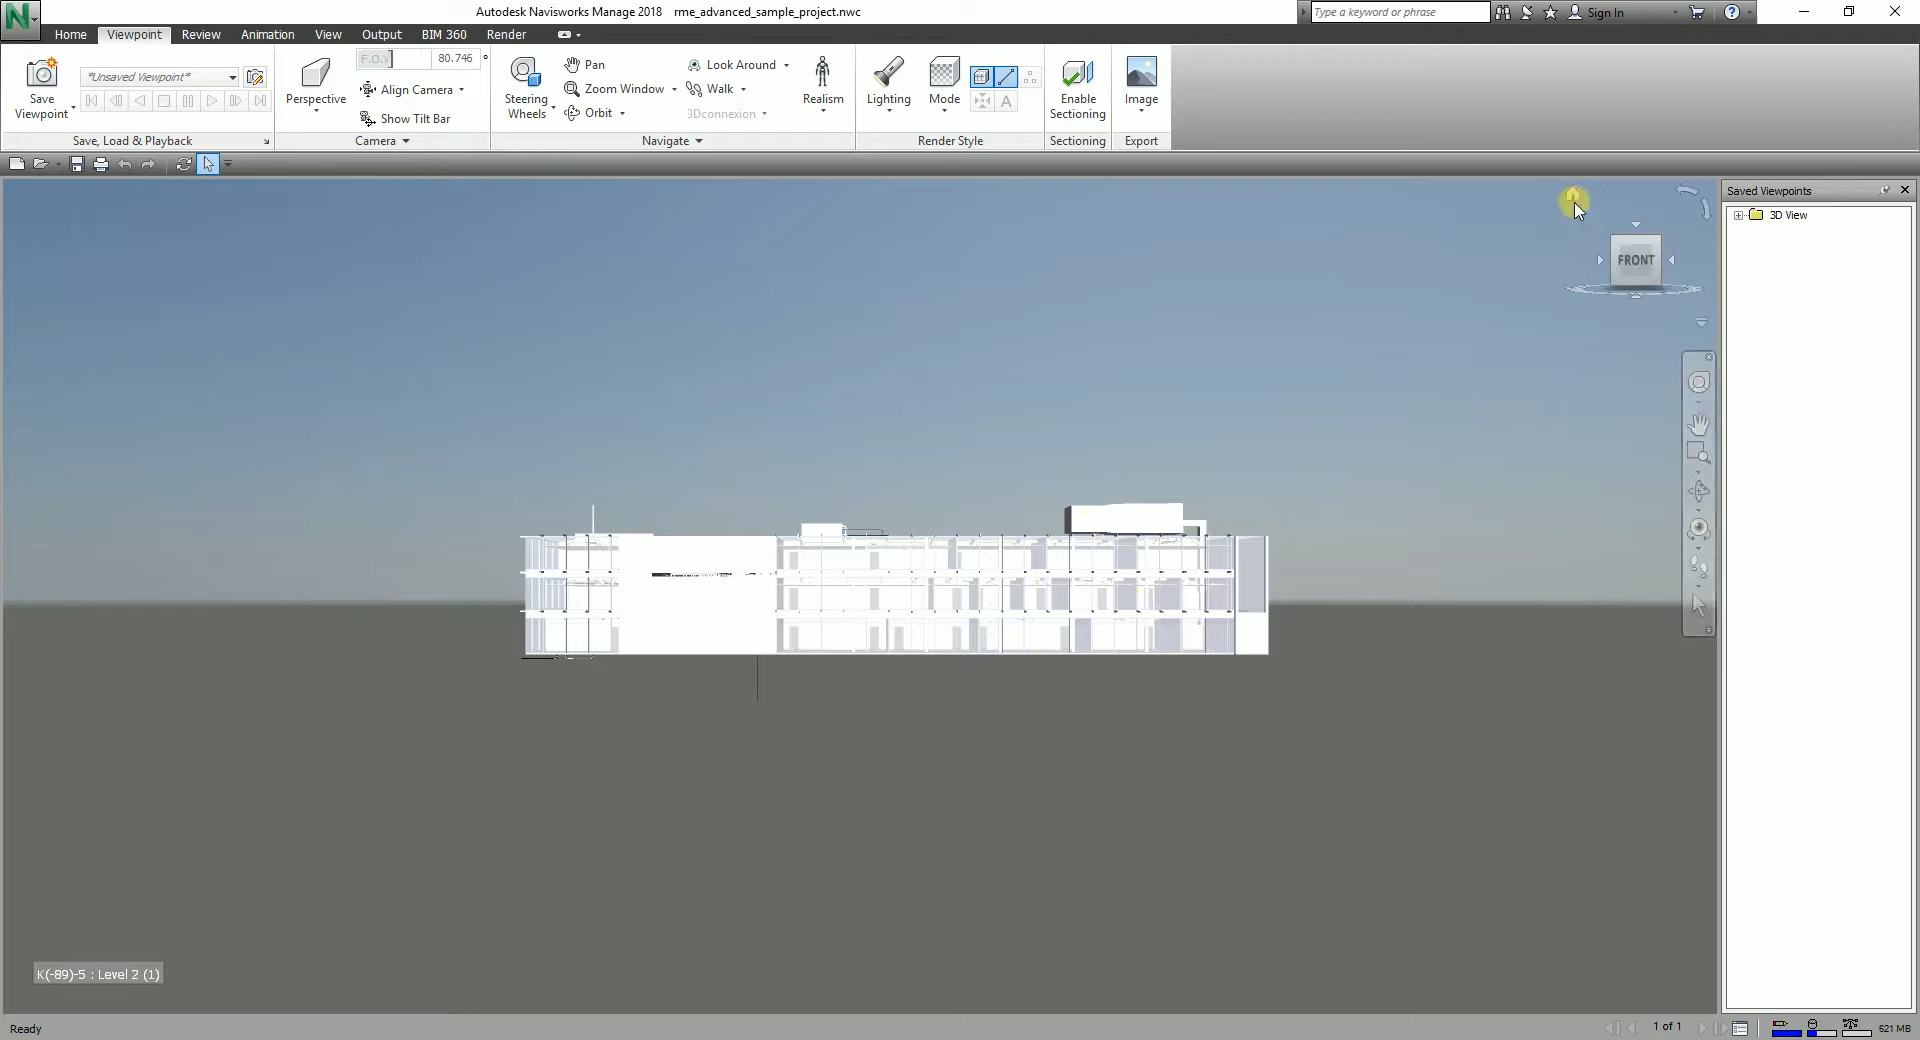 Autodesk Navisworks Manage 2018 rme_advanced_sample_project.nwc
Type a keyword or phrase
Sign In
Home Viewpoint Review Animation View Output BIM 360 Render
Save Viewpoint
*Unsaved Viewpoint*
Save, Load & Playback
Perspective
F.O.V 80.746 °
Align Camera
Show Tilt Bar
Camera
Steering Wheels
Pan
Zoom Window
Orbit
Look Around
Walk
3Dconnexion
Realism
Navigate
Lighting
Mode
A
Render Style
Enable Sectioning
Sectioning
Image
Export
Saved Viewpoints
3D View
FRONT
K(-89)-5 : Level 2 (1)
Ready
1 of 1
621 MB